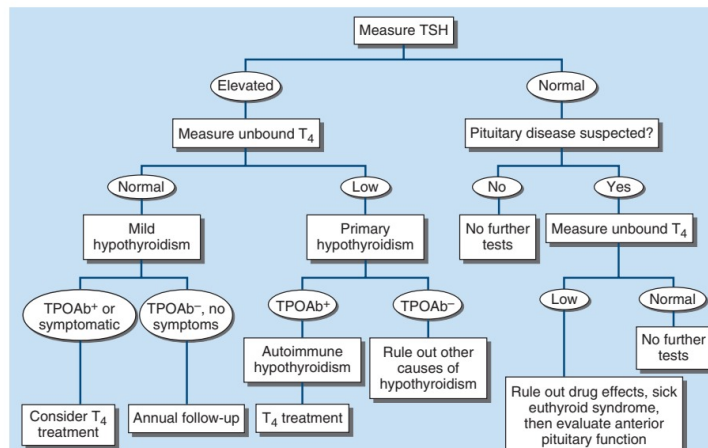 Measure TSH
Elevated
Normal
Measure unbound T4
Pituitary disease suspected?
Normal
Low
No
Yes
Mild
hypothyroidism
Primary
hypothyroidism
No further
tests
Measure unbound T4
TPOAb+ or
symptomatic
TPOAb–, no
symptoms
TPOAb+
TPOAb–
Low
Normal
Autoimmune
hypothyroidism
Rule out other
causes of
hypothyroidism
No further
tests
Consider T4
treatment
Annual follow-up
T4 treatment
Rule out drug effects, sick
euthyroid syndrome,
then evaluate anterior
pituitary function